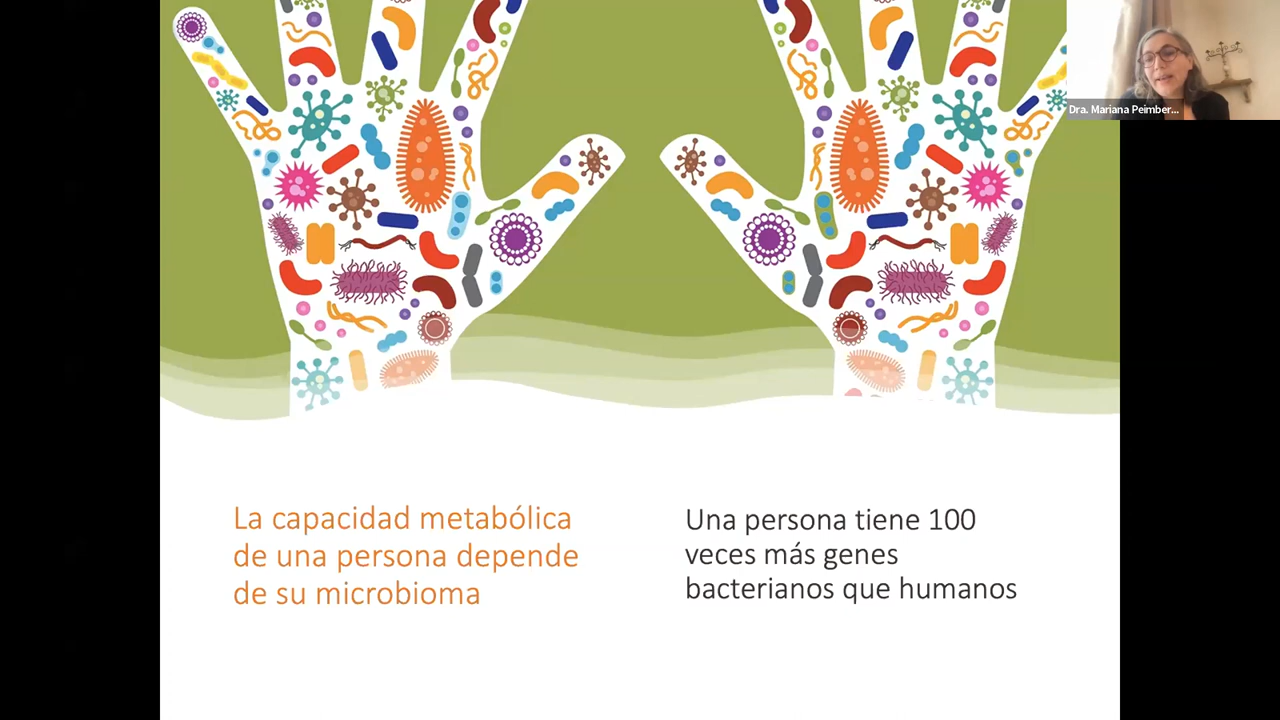 Dra. Mariana Peimber...
La capacidad metabólica
de una persona depende
de su microbioma
Una persona tiene 100
veces más genes
bacterianos que humanos